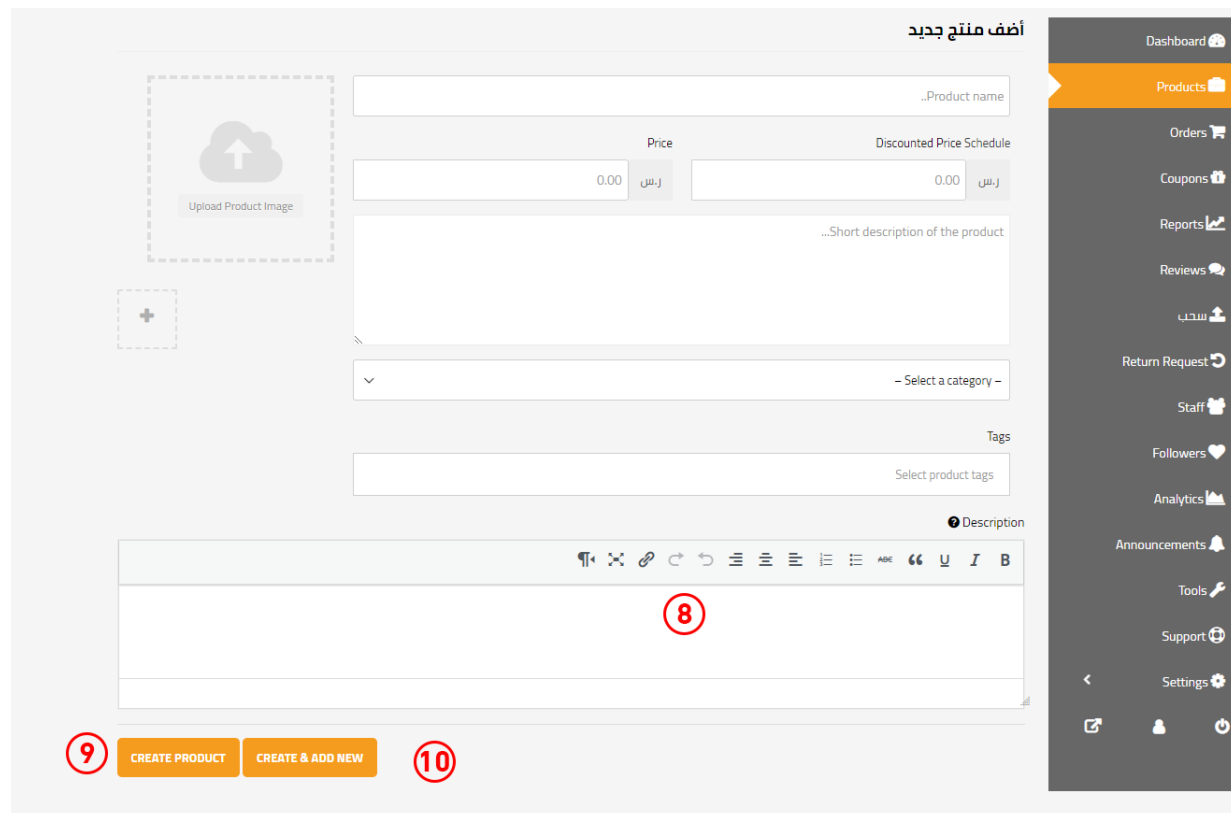 أضف منتج جديد
Product name..
Discounted Price Schedule
Price
ر.س 0.00
ر.س 0.00
Upload Product Image
Short description of the product...
– Select a category –
Tags
Select product tags
Description
B I U ABC
8
9
CREATE PRODUCT
CREATE & ADD NEW
10
Dashboard
Products
Orders
Coupons
Reports
Reviews
سحب
Return Request
Staff
Followers
Analytics
Announcements
Tools
Support
Settings